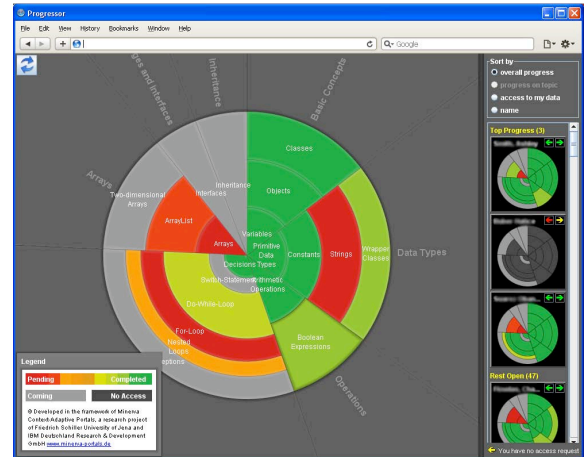 Progressor
File Edit View History Bookmarks Window Help
Google
Sort by
overall progress
progress on topic
access to my data
name
Top Progress (3)
Rest Open (47)
You have no access request
ges and Interfaces
Inheritance
Basic Concepts
Data Types
Operations
Arrays
Classes
Objects
Variables
Primitive
Data
Types
Constants
Strings
Wrapper
Classes
Arithmetic
Operations
Boolean
Expressions
Decisions
Switch-Statement
Do-While-Loop
For-Loop
Nested
Loops
eptions
Arrays
ArrayList
Two-dimensional
Arrays
Interfaces
Inheritance
Legend
Pending Completed
Coming No Access
© Developed in the framework of Minerva
Context-Adaptive Portals, a research project
of Friedrich Schiller University of Jena and
IBM Deutschland Research & Development
GmbH www.minerva-portals.de